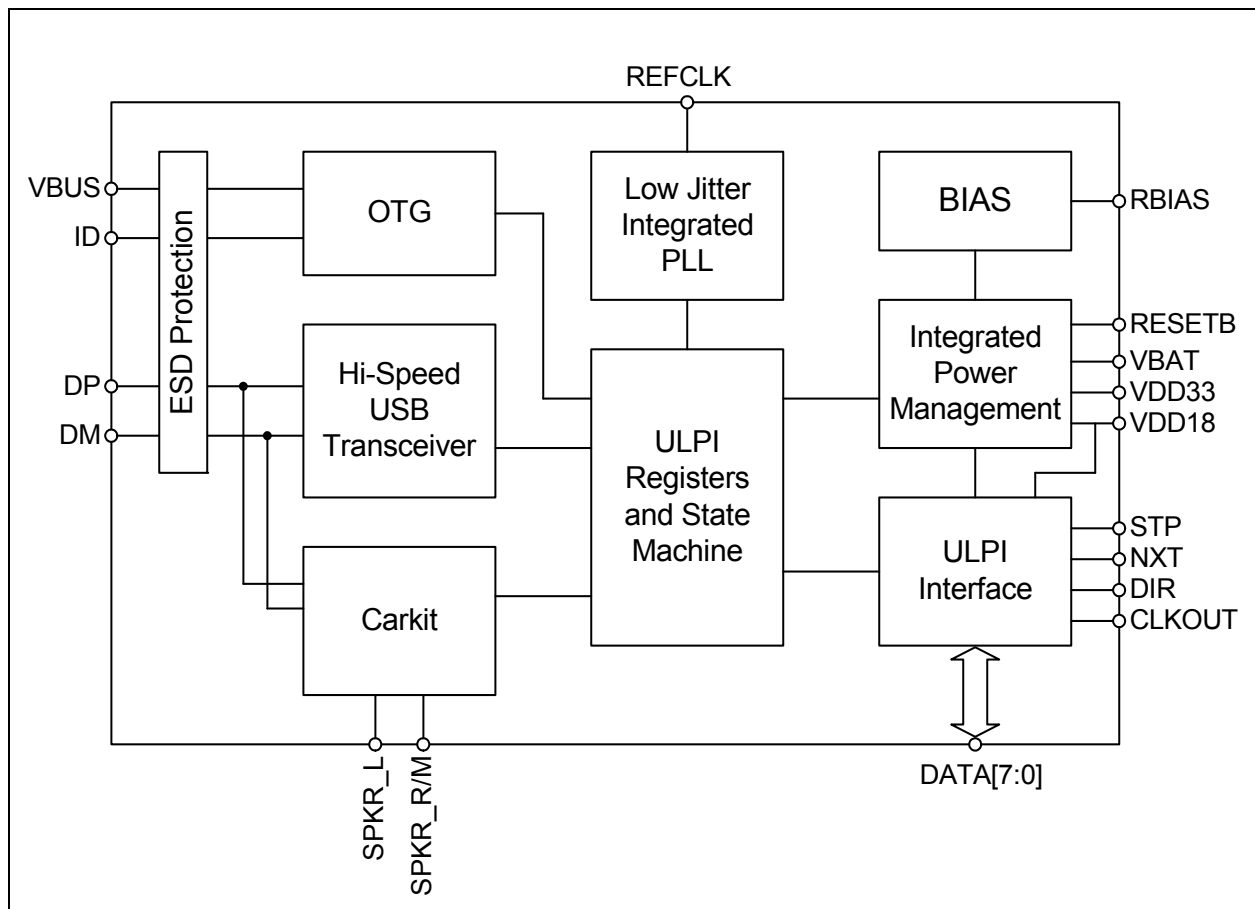 REFCLK
VBUS
ID
DP
DM
ESD Protection
OTG
Hi-Speed
USB
Transceiver
Carkit
SPKR_L
SPKR_R/M
Low Jitter
Integrated
PLL
ULPI
Registers
and State
Machine
BIAS
RBIAS
Integrated
Power
Management
RESETB
VBAT
VDD33
VDD18
ULPI
Interface
STP
NXT
DIR
CLKOUT
DATA[7:0]